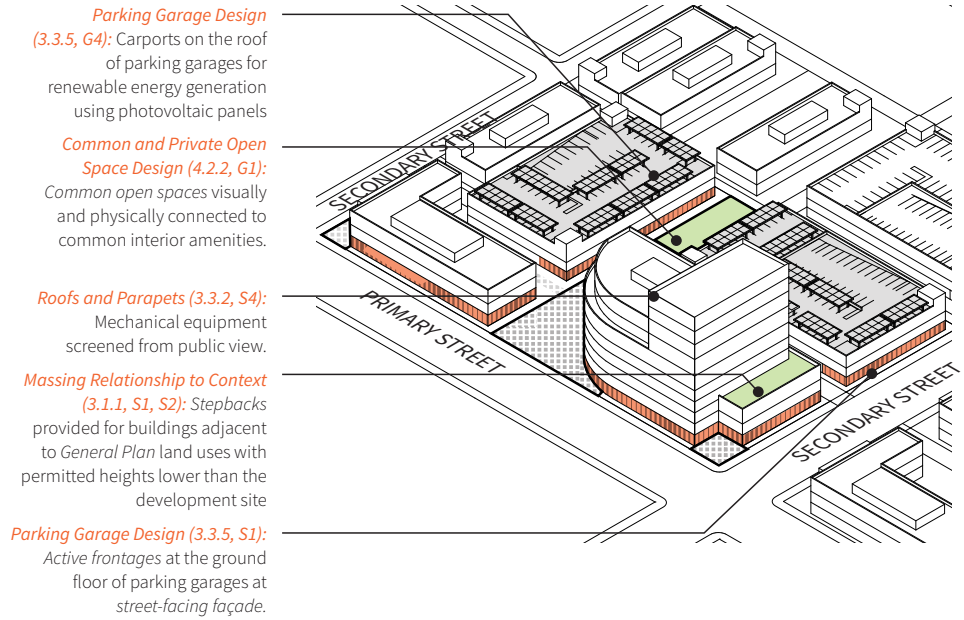 Parking Garage Design
(3.3.5, G4): Carports on the roof
of parking garages for
renewable energy generation
using photovoltaic panels
Common and Private Open
Space Design (4.2.2, G1):
Common open spaces visually
and physically connected to
common interior amenities.
Roofs and Parapets (3.3.2, S4):
Mechanical equipment
screened from public view.
Massing Relationship to Context
(3.1.1, S1, S2): Stepbacks
provided for buildings adjacent
to General Plan land uses with
permitted heights lower than the
development site
Parking Garage Design (3.3.5, S1):
Active frontages at the ground
floor of parking garages at
street-facing façade.
SECONDARY STREET
PRIMARY STREET
SECONDARY STREET